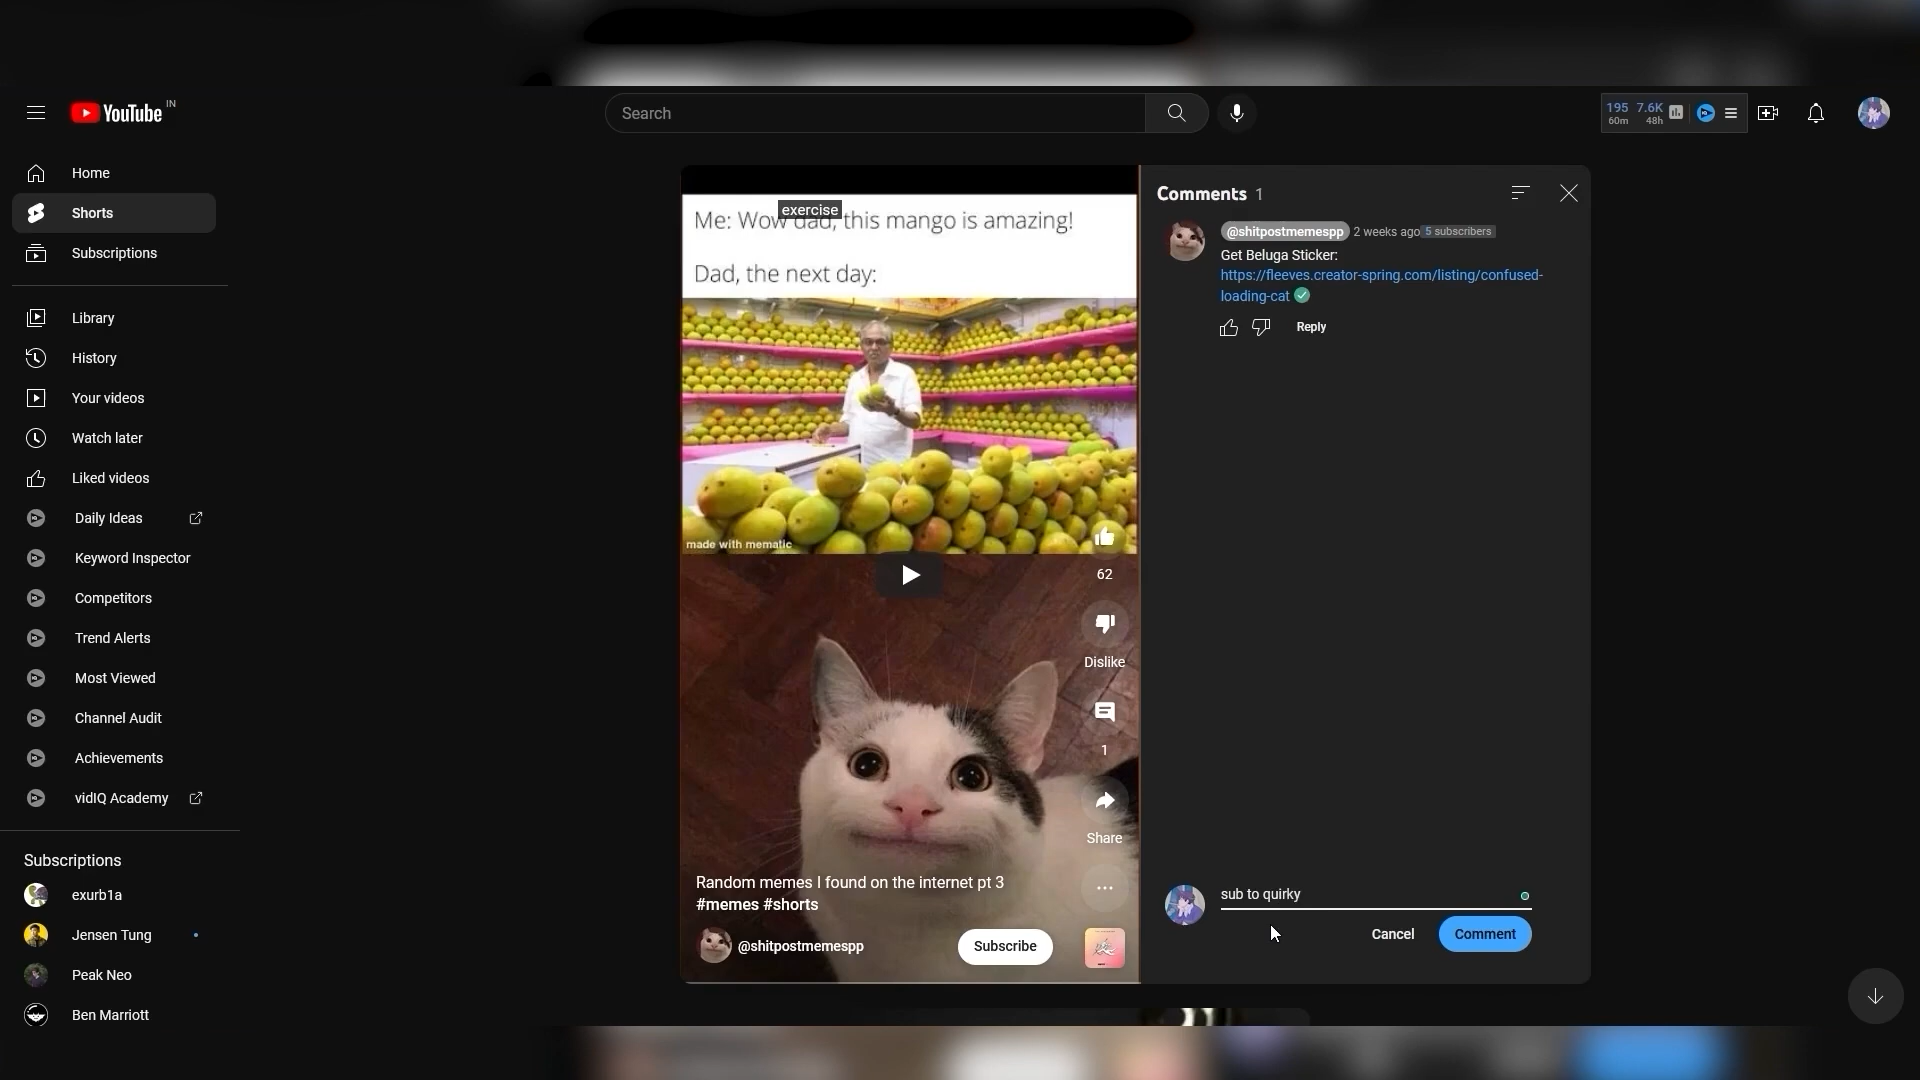 YouTube IN
Search
195 7.6K
60m 48h
Home
Shorts
Subscriptions
Library
History
Your videos
Watch later
Liked videos
Daily Ideas
Keyword Inspector
Competitors
Trend Alerts
Most Viewed
Channel Audit
Achievements
vidIQ Academy
Subscriptions
exurb1a
Jensen Tung
Peak Neo
Ben Marriott
exercise
Me: Wow dad, this mango is amazing!
Dad, the next day:
made with mematic
62
Dislike
1
Share
Random memes I found on the internet pt 3
#memes #shorts
@shitpostmemespp
Subscribe
Comments 1
@shitpostmemespp 2 weeks ago 5 subscribers
Get Beluga Sticker:
https://fleeves.creator-spring.com/listing/confused-
loading-cat
Reply
sub to quirky
Cancel
Comment